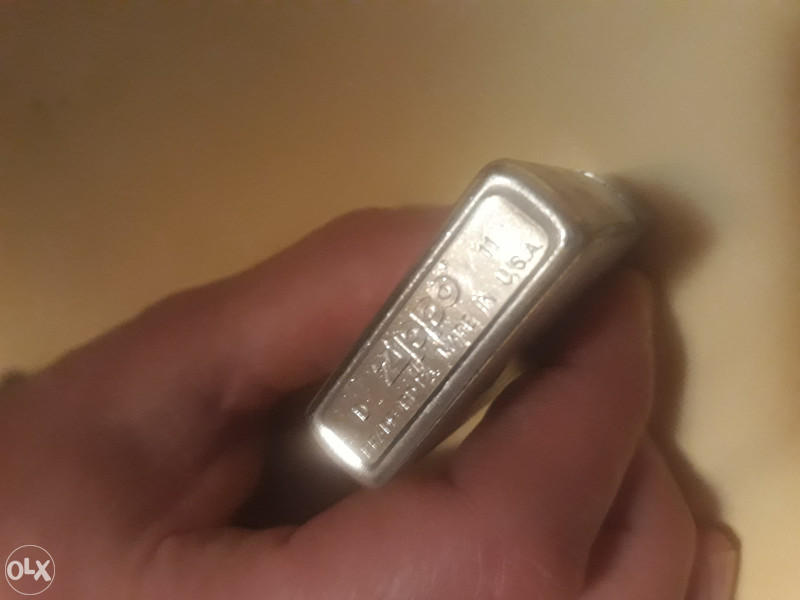 D Zippo 11
BRADFORD, PA. MADE IN U.S.A.
OLX